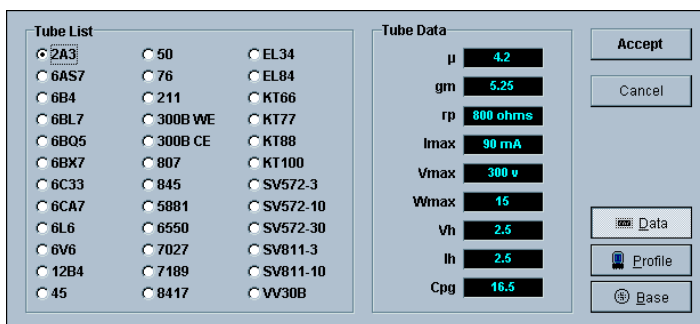 Tube List
2A3
6AS7
6B4
6BL7
6BQ5
6BX7
6C33
6CA7
6L6
6V6
12B4
45
50
76
211
300B WE
300B CE
807
845
5881
6550
7027
7189
8417
EL34
EL84
KT66
KT77
KT88
KT100
SV572-3
SV572-10
SV572-30
SV811-3
SV811-10
VV30B
Tube Data
μ 4.2
gm 5.25
rp 800 ohms
Imax 90 mA
Vmax 300 v
Wmax 15
Vh 2.5
Ih 2.5
Cpg 16.5
Accept
Cancel
Data
Profile
Base